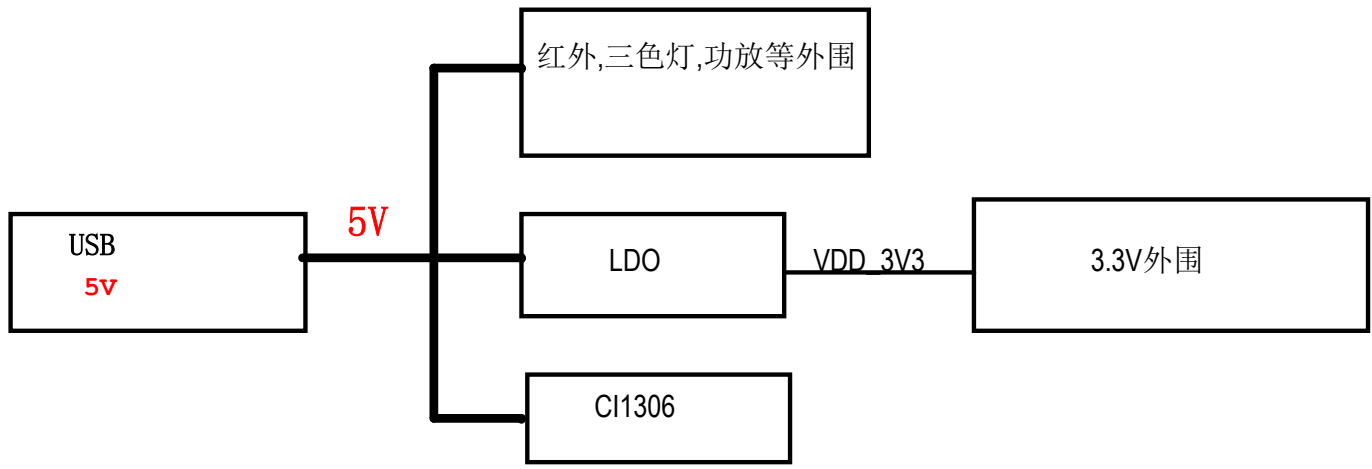 红外,三色灯,功放等外围
5V
USB
5v
LDO
VDD_3V3
3.3V外围
CI1306